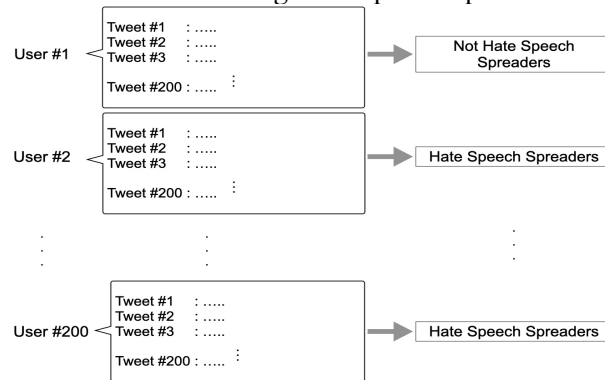 User #1
Tweet #1 : .....
Tweet #2 : .....
Tweet #3 : .....
⋮
Tweet #200 : .....
Not Hate Speech
Spreaders
User #2
Tweet #1 : .....
Tweet #2 : .....
Tweet #3 : .....
⋮
Tweet #200 : .....
Hate Speech Spreaders
User #200
Tweet #1 : .....
Tweet #2 : .....
Tweet #3 : .....
⋮
Tweet #200 : .....
Hate Speech Spreaders